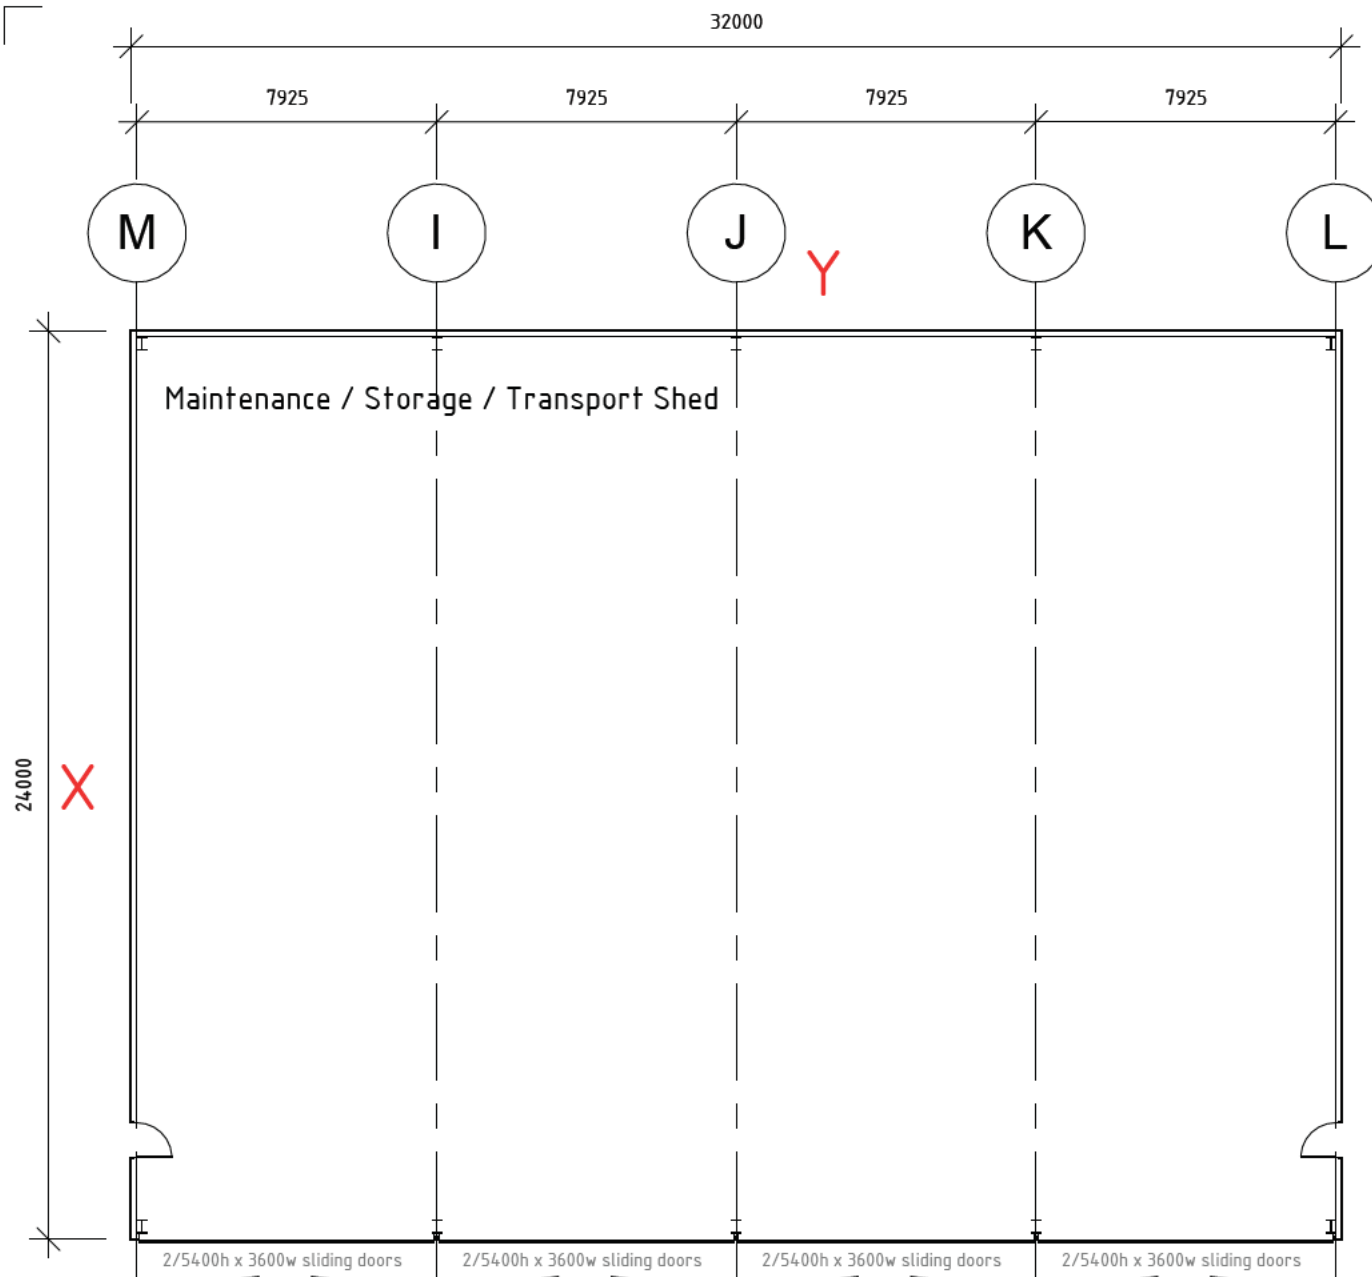 32000
7925 7925 7925 7925
M I J K L
Y
Maintenance / Storage / Transport Shed
24000
X
2/5400h x 3600w sliding doors 2/5400h x 3600w sliding doors 2/5400h x 3600w sliding doors 2/5400h x 3600w sliding doors